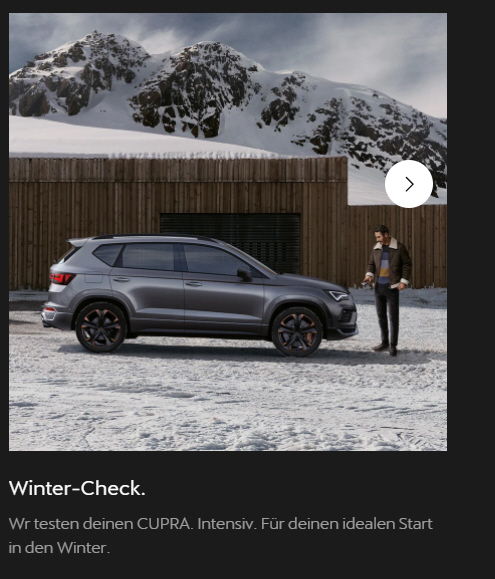 Winter-Check.
Wr testen deinen CUPRA. Intensiv. Für deinen idealen Start
in den Winter.